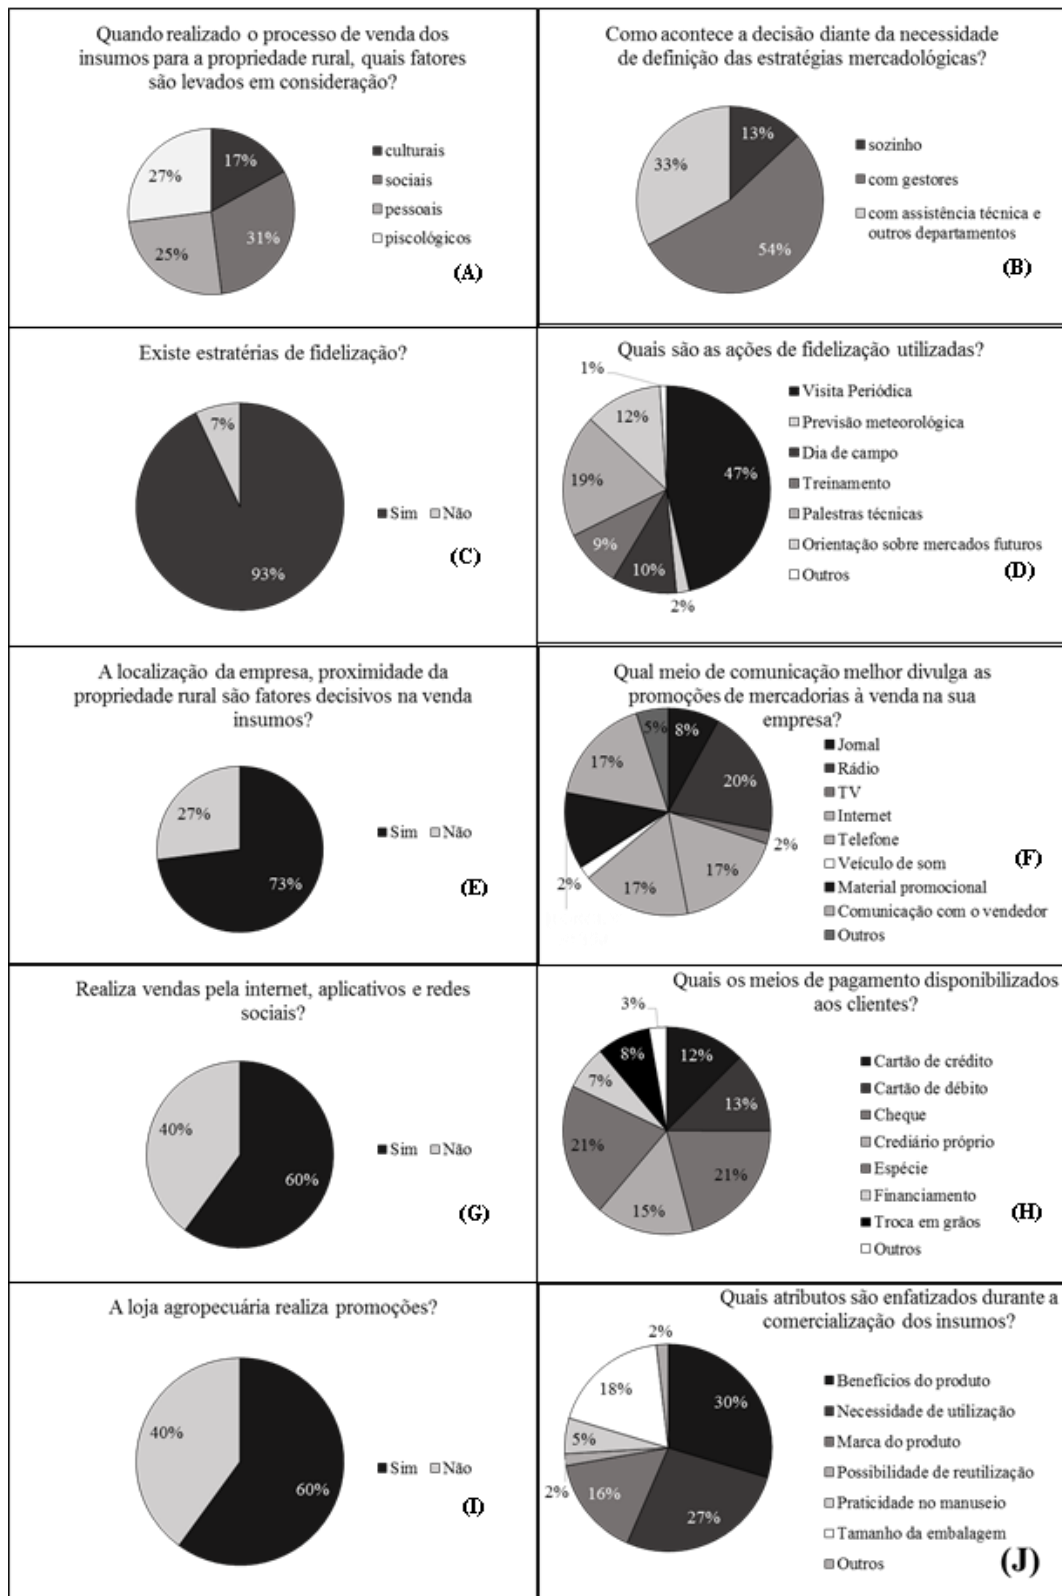 Quando realizado o processo de venda dos
insumos para a propriedade rural, quais fatores
são levados em consideração?
17%
31%
25%
27%
culturais
sociais
pessoais
piscológicos
(A)
Como acontece a decisão diante da necessidade
de definição das estratégias mercadológicas?
13%
54%
33%
sozinho
com gestores
com assistência técnica e
outros departamentos
(B)
Existe estratérias de fidelização?
7%
93%
Sim Não
(C)
Quais são as ações de fidelização utilizadas?
1%
12%
19%
9%
10%
2%
47%
Visita Periódica
Previsão meteorológica
Dia de campo
Treinamento
Palestras técnicas
Orientação sobre mercados futuros
Outros
(D)
A localização da empresa, proximidade da
propriedade rural são fatores decisivos na venda
insumos?
27%
73%
Sim Não
(E)
Qual meio de comunicação melhor divulga as
promoções de mercadorias à venda na sua
empresa?
5%
8%
20%
2%
17%
17%
2%
17%
Jornal
Rádio
TV
Internet
Telefone
Veículo de som
Material promocional
Comunicação com o vendedor
Outros
(F)
Realiza vendas pela internet, aplicativos e redes
sociais?
40%
60%
Sim Não
(G)
Quais os meios de pagamento disponibilizados
aos clientes?
3%
8%
12%
13%
21%
15%
21%
7%
Cartão de crédito
Cartão de débito
Cheque
Crediário próprio
Espécie
Financiamento
Troca em grãos
Outros
(H)
A loja agropecuária realiza promoções?
40%
60%
Sim Não
(I)
Quais atributos são enfatizados durante a
comercialização dos insumos?
2%
18%
5%
2%
16%
27%
30%
Benefícios do produto
Necessidade de utilização
Marca do produto
Possibilidade de reutilização
Praticidade no manuseio
Tamanho da embalagem
Outros
(J)